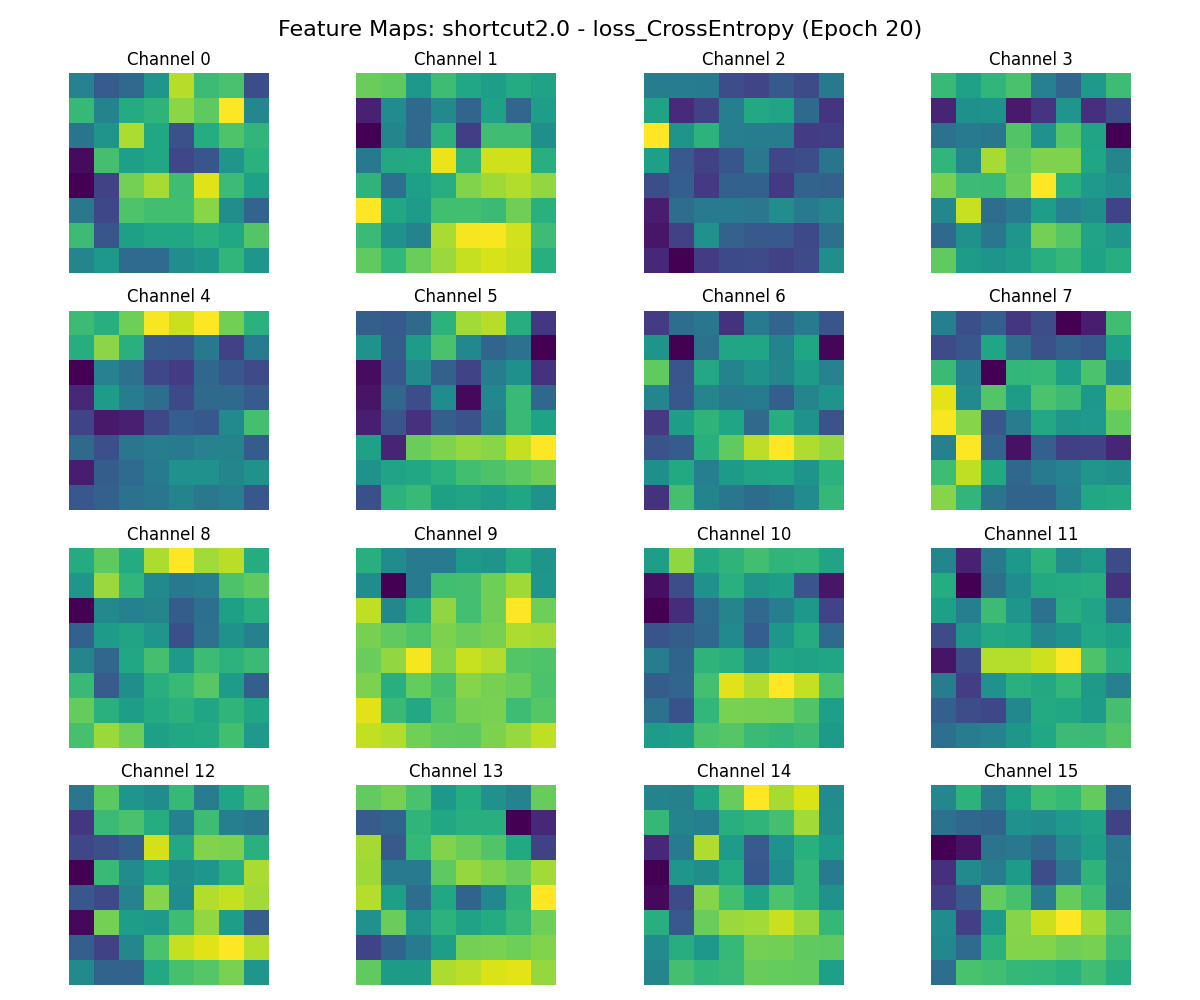 Feature Maps: shortcut2.0 - loss_CrossEntropy (Epoch 20)
Channel 0
Channel 1
Channel 2
Channel 3
Channel 4
Channel 5
Channel 6
Channel 7
Channel 8
Channel 9
Channel 10
Channel 11
Channel 12
Channel 13
Channel 14
Channel 15